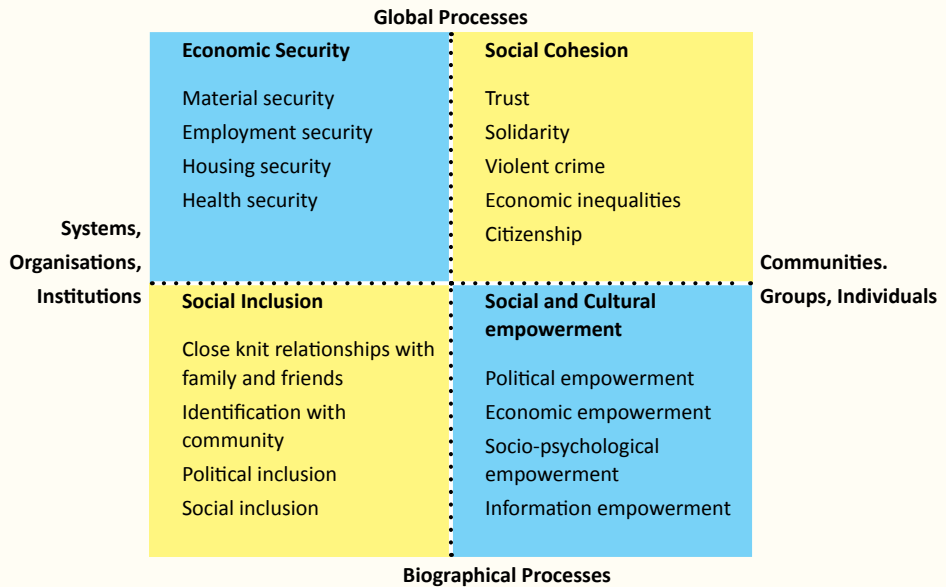 Global Processes
Economic Security
Material security
Employment security
Housing security
Health security
Social Cohesion
Trust
Solidarity
Violent crime
Economic inequalities
Citizenship
Systems,
Organisations,
Institutions
Communities.
Groups, Individuals
Social Inclusion
Close knit relationships with
family and friends
Identification with
community
Political inclusion
Social inclusion
Social and Cultural
empowerment
Political empowerment
Economic empowerment
Socio-psychological
empowerment
Information empowerment
Biographical Processes